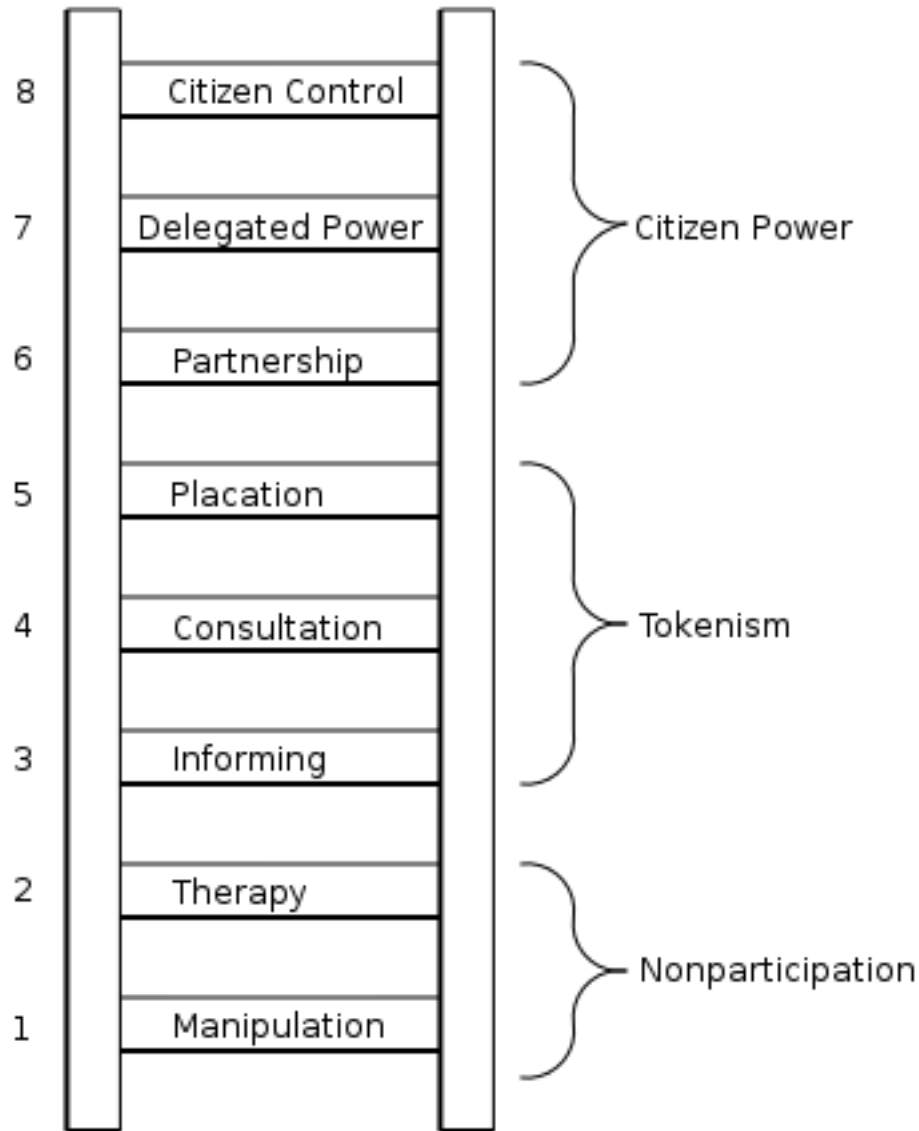 8 Citizen Control
7 Delegated Power
Citizen Power
6 Partnership
5 Placation
4 Consultation
Tokenism
3 Informing
2 Therapy
Nonparticipation
1 Manipulation